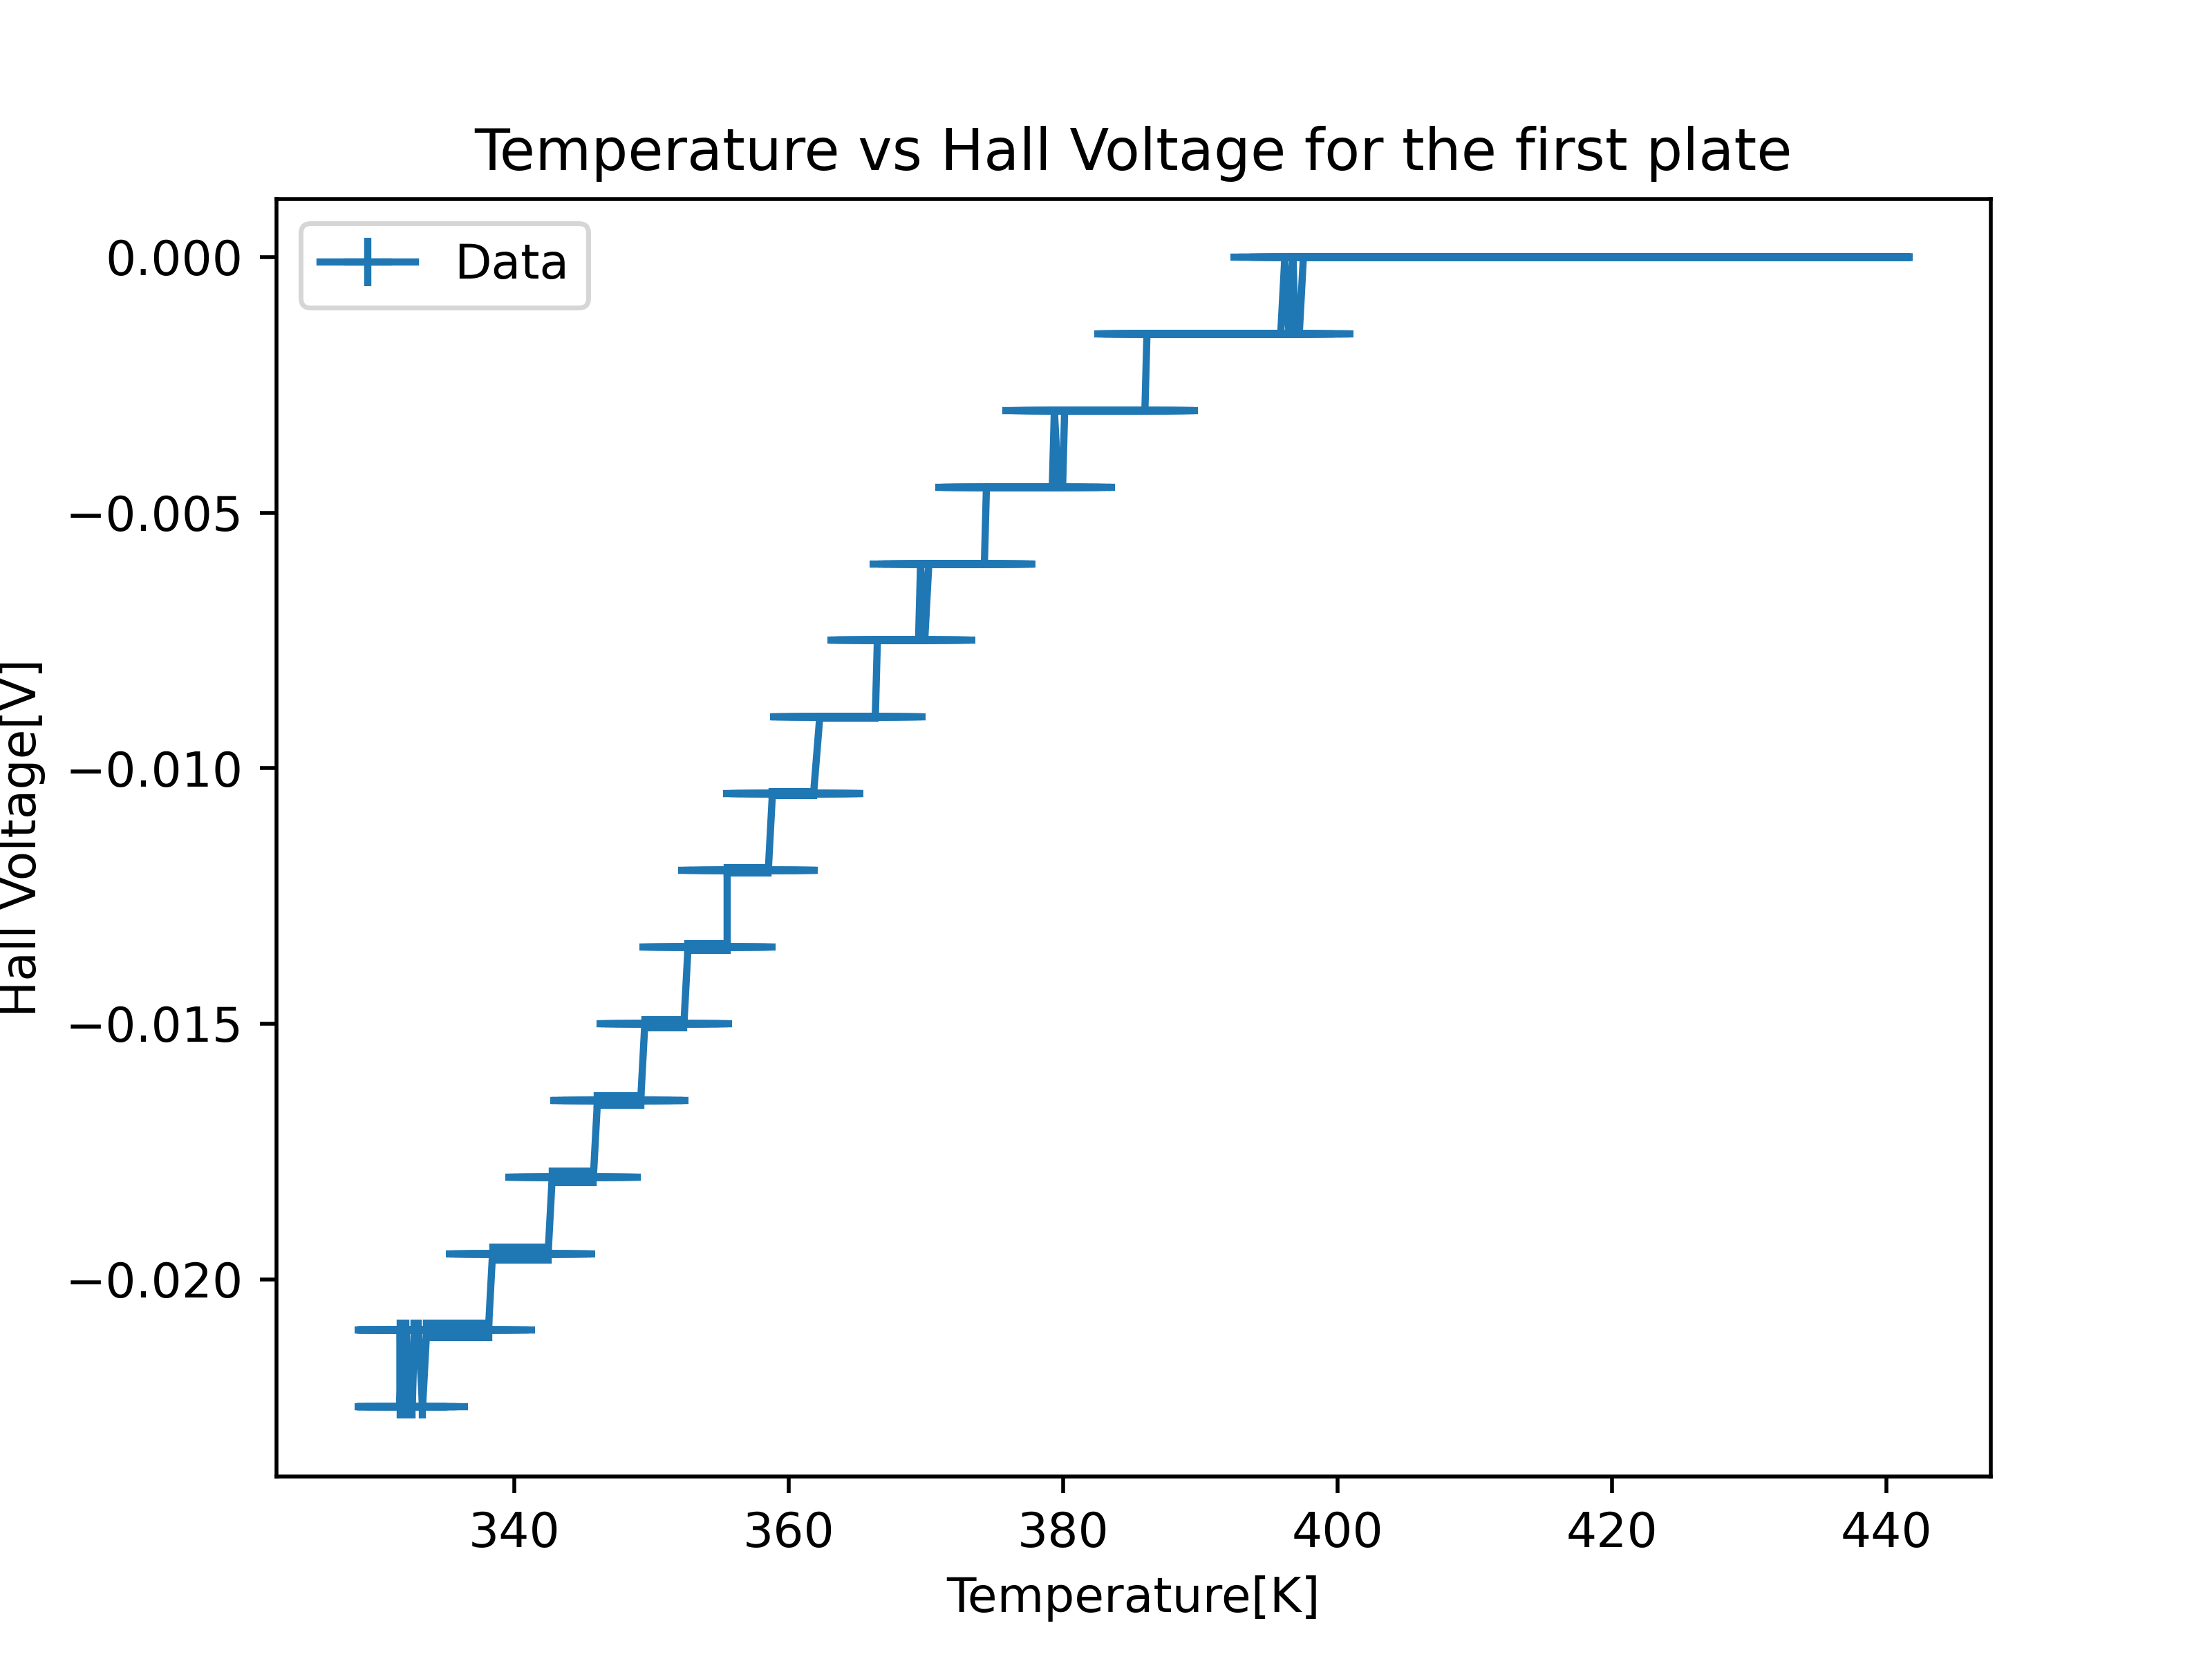 Temperature vs Hall Voltage for the first plate
Data
0.000
−0.005
−0.010
−0.015
−0.020
Hall Voltage[V]
340 360 380 400 420 440
Temperature[K]